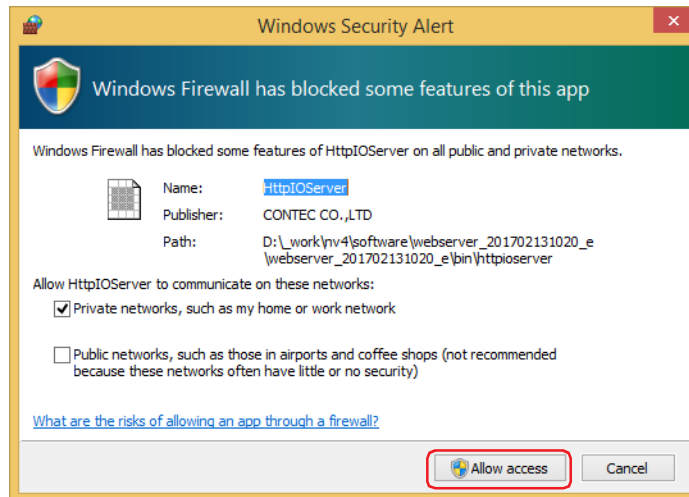 Windows Security Alert
Windows Firewall has blocked some features of this app
Windows Firewall has blocked some features of HttpIOServer on all public and private networks.
Name: HttpIOServer
Publisher: CONTEC CO.,LTD
Path: D:\_work\nv4\software\webserver_201702131020_e
\webserver_201702131020_e\bin\httpioserver
Allow HttpIOServer to communicate on these networks:
Private networks, such as my home or work network
Public networks, such as those in airports and coffee shops (not recommended
because these networks often have little or no security)
What are the risks of allowing an app through a firewall?
Allow access Cancel